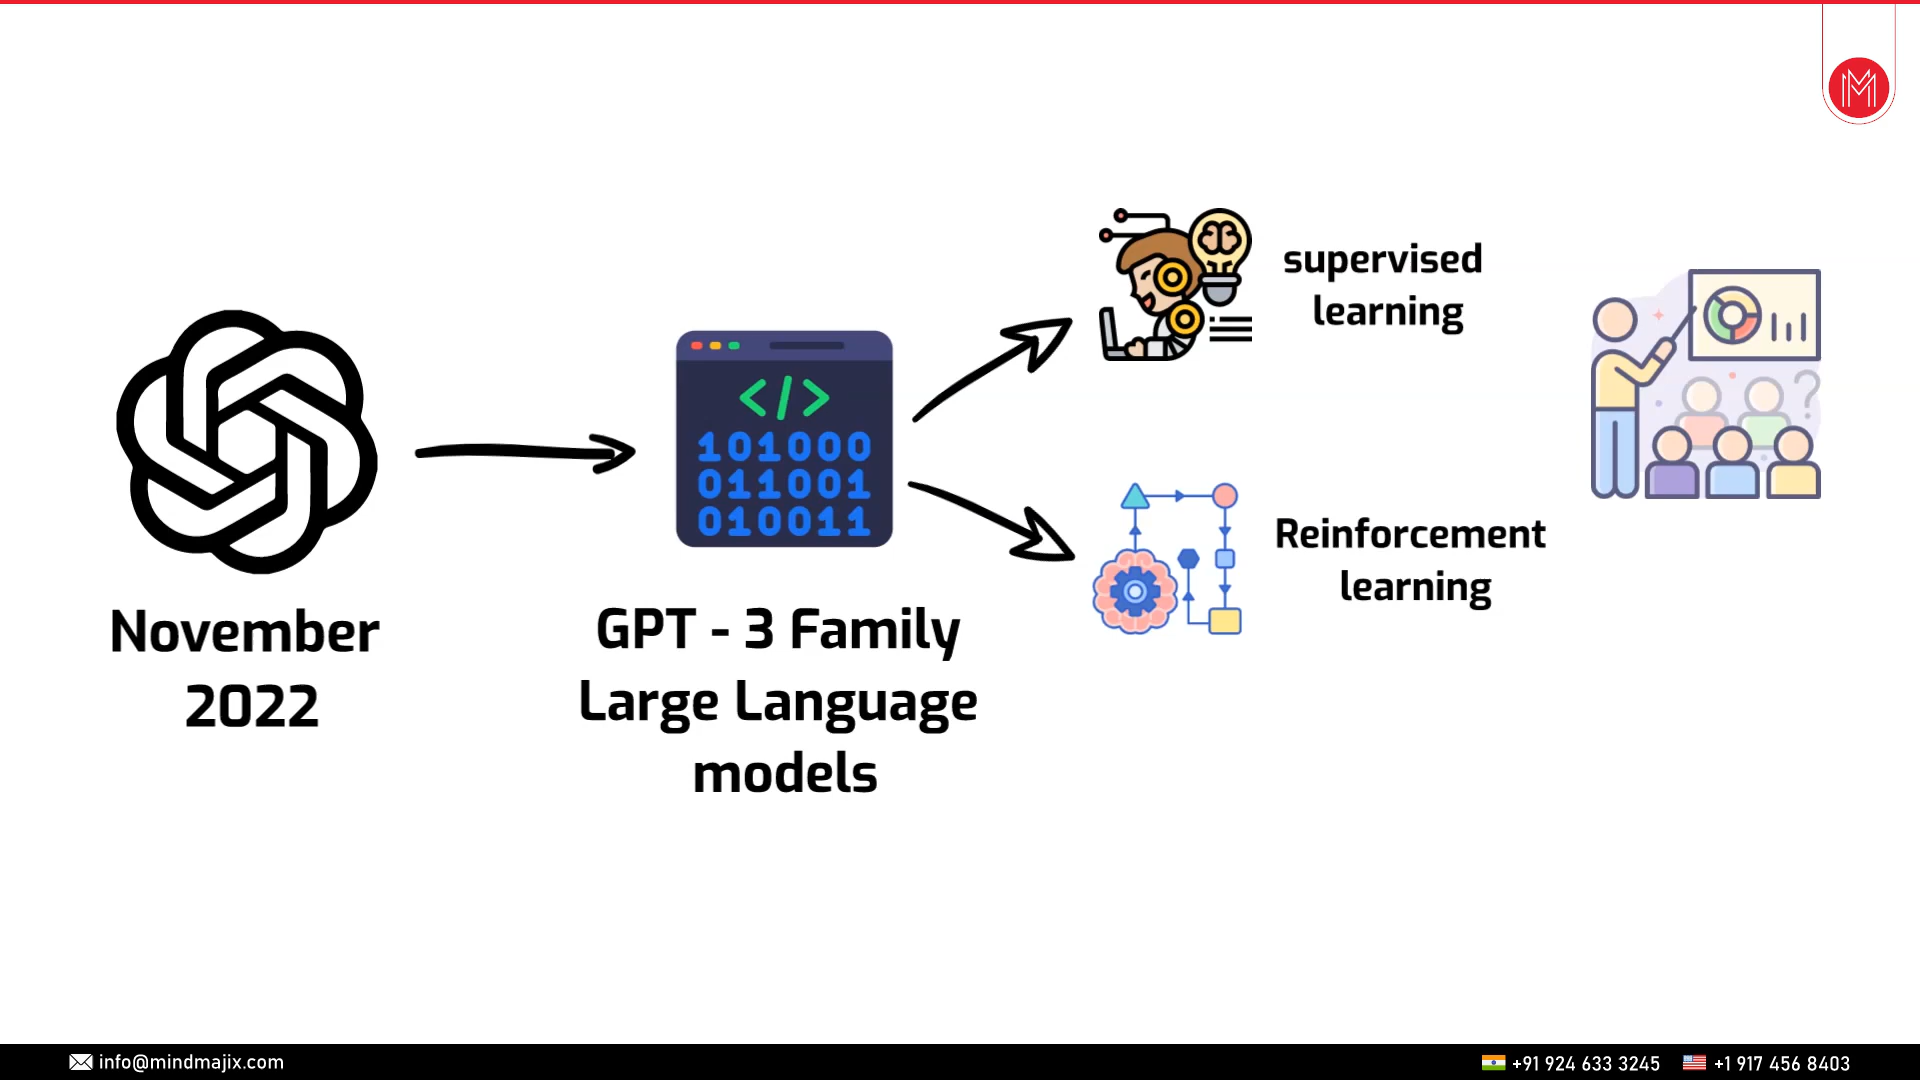 November
2022
</>
101000
011001
010011
GPT - 3 Family
Large Language
models
supervised
learning
?
Reinforcement
learning
M
info@mindmajix.com
+91 924 633 3245
+1 917 456 8403